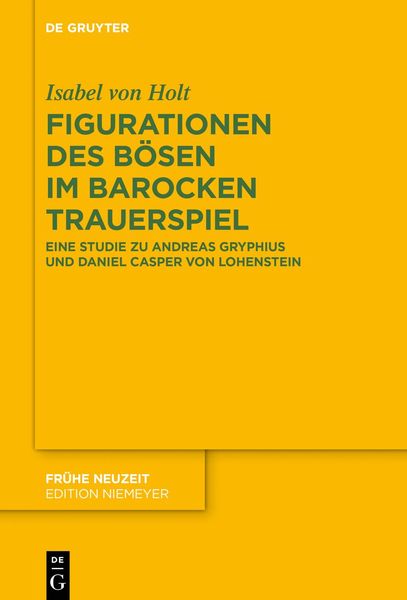 DE GRUYTER
Isabel von Holt
FIGURATIONEN
DES BÖSEN
IM BAROCKEN
TRAUERSPIEL
EINE STUDIE ZU ANDREAS GRYPHIUS
UND DANIEL CASPER VON LOHENSTEIN
FRÜHE NEUZEIT
EDITION NIEMEYER
DE
G